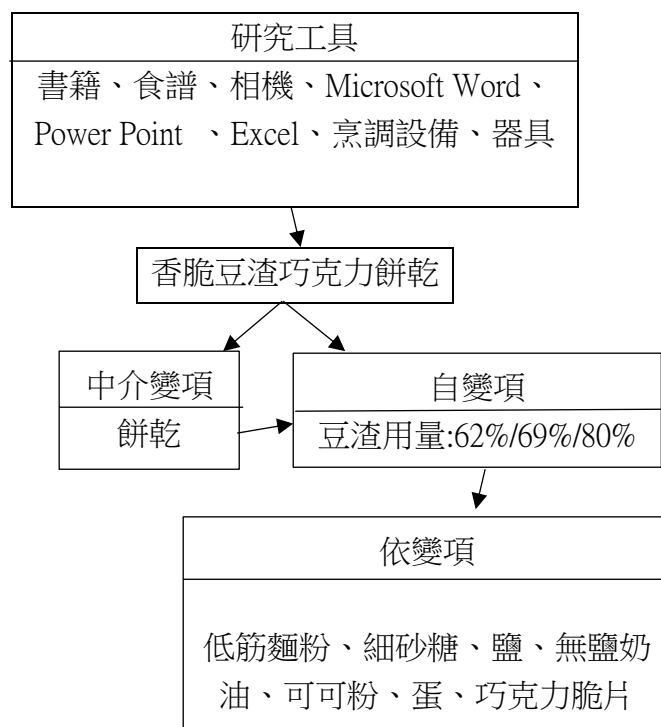 研究工具
書籍、食譜、相機、Microsoft Word、
Power Point 、Excel、烹調設備、器具
香脆豆渣巧克力餅乾
中介變項
餅乾
自變項
豆渣用量:62%/69%/80%
依變項
低筋麵粉、細砂糖、鹽、無鹽奶
油、可可粉、蛋、巧克力脆片